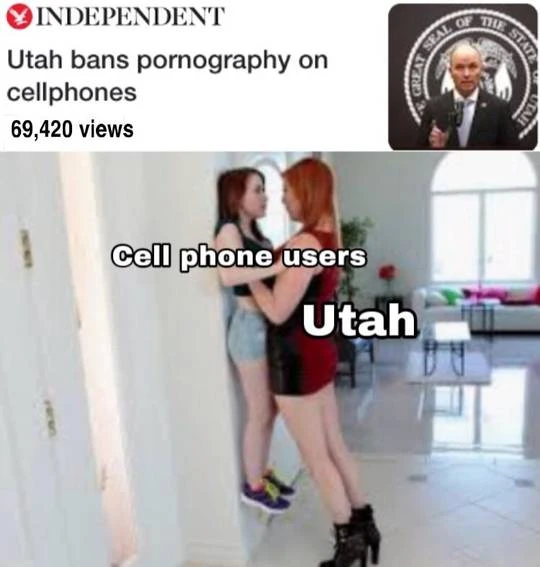 INDEPENDENT
Utah bans pornography on
cellphones
69,420 views
GREAT SEAL OF THE STATE OF UTAH
Cell phone users
Utah